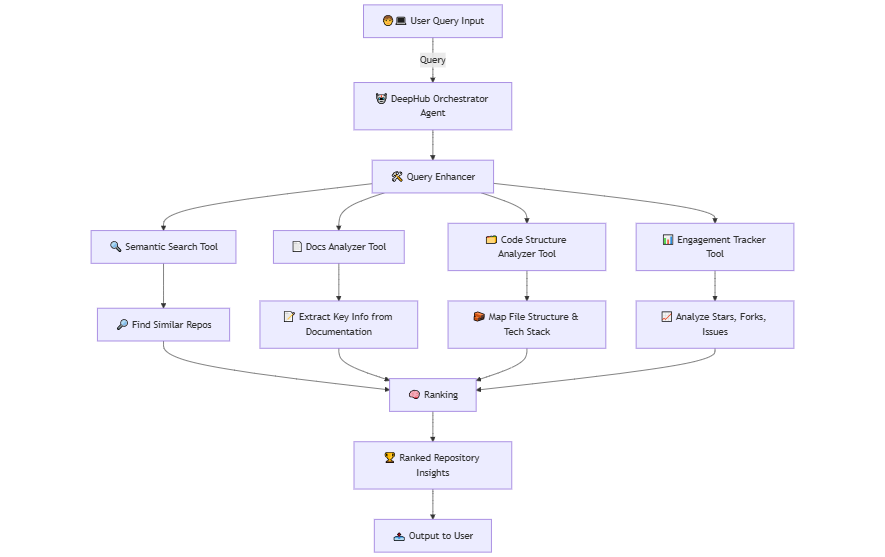 User Query Input
Query
DeepHub Orchestrator
Agent
Query Enhancer
Semantic Search Tool
Docs Analyzer Tool
Code Structure
Analyzer Tool
Engagement Tracker
Tool
Find Similar Repos
Extract Key Info from
Documentation
Map File Structure &
Tech Stack
Analyze Stars, Forks,
Issues
Ranking
Ranked Repository
Insights
Output to User